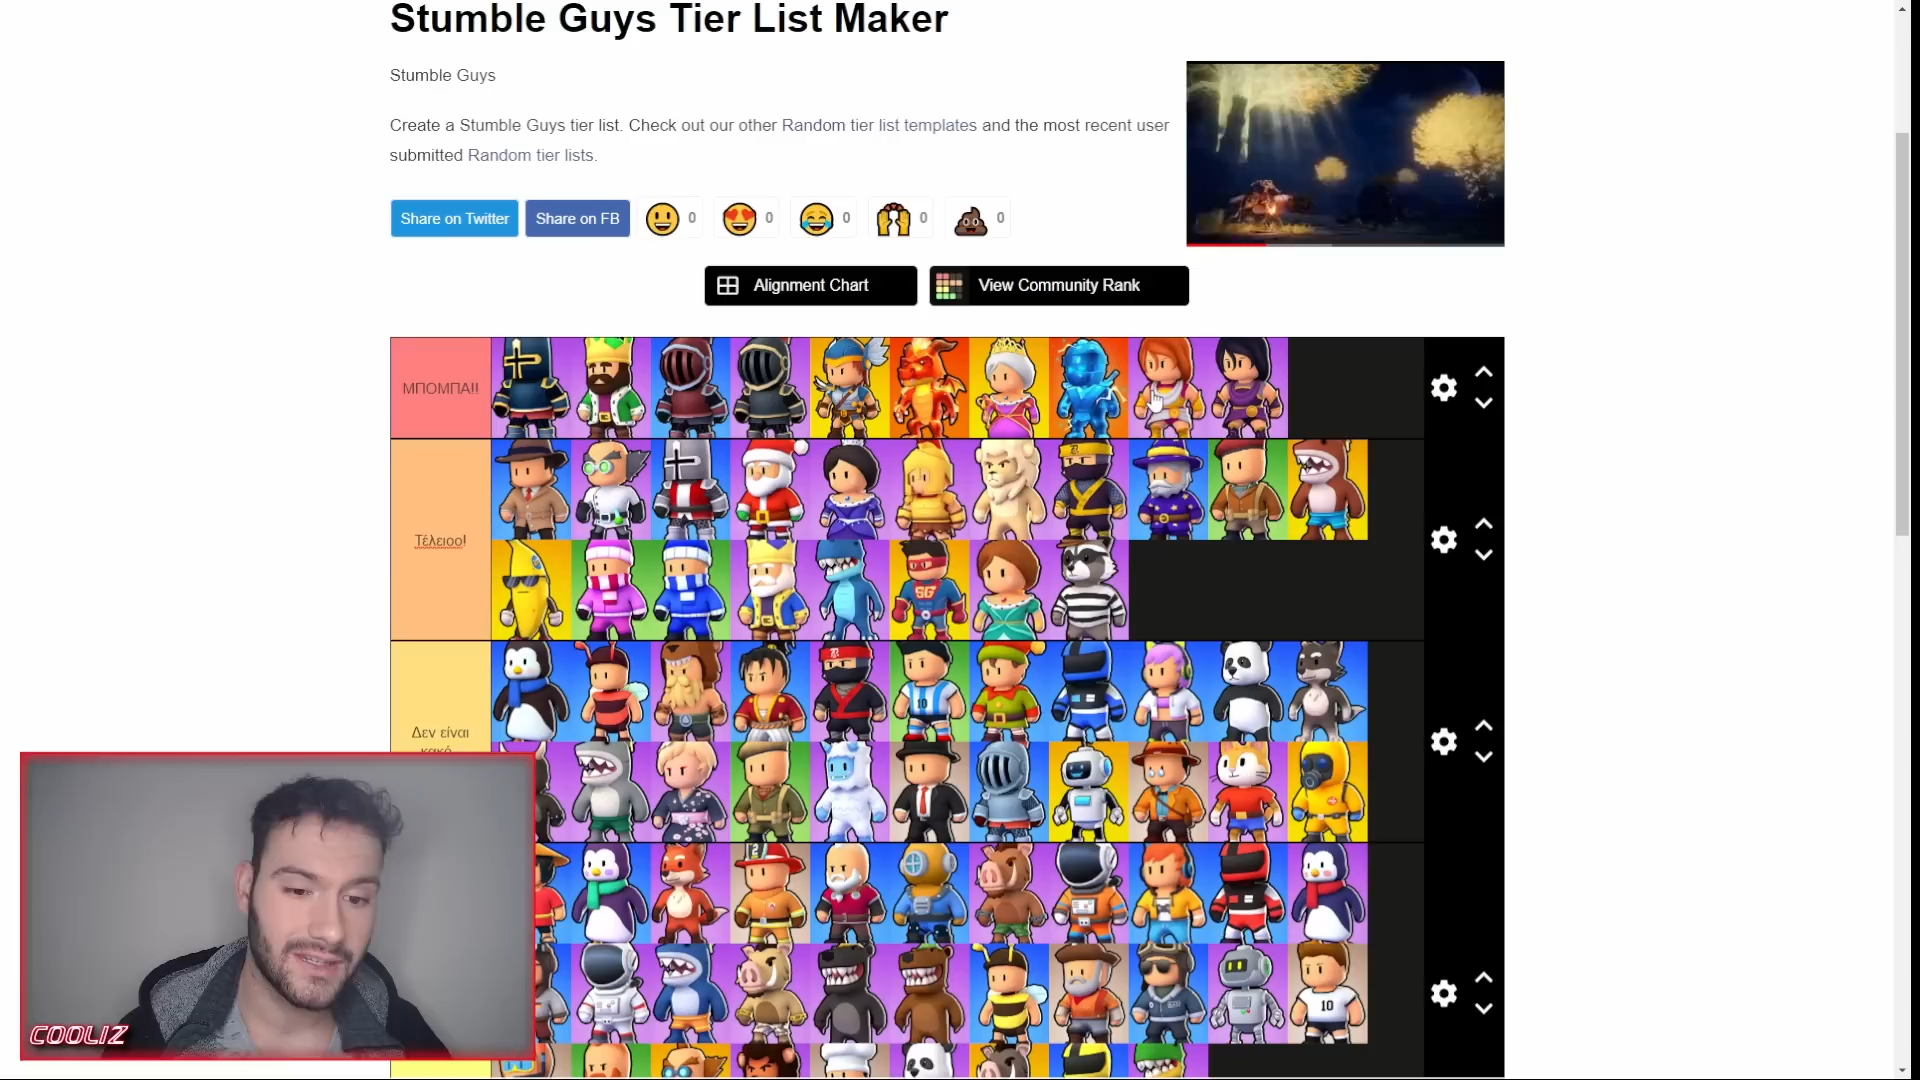 Stumble Guys Tier List Maker
Stumble Guys
Create a Stumble Guys tier list. Check out our other Random tier list templates and the most recent user
submitted Random tier lists.
Share on Twitter
Share on FB
0
0
0
0
0
Alignment Chart
View Community Rank
ΜΠΟΜΠΑ!!
Τέλειοο!
SG
Δεν είναι
10
10
COOLIZ